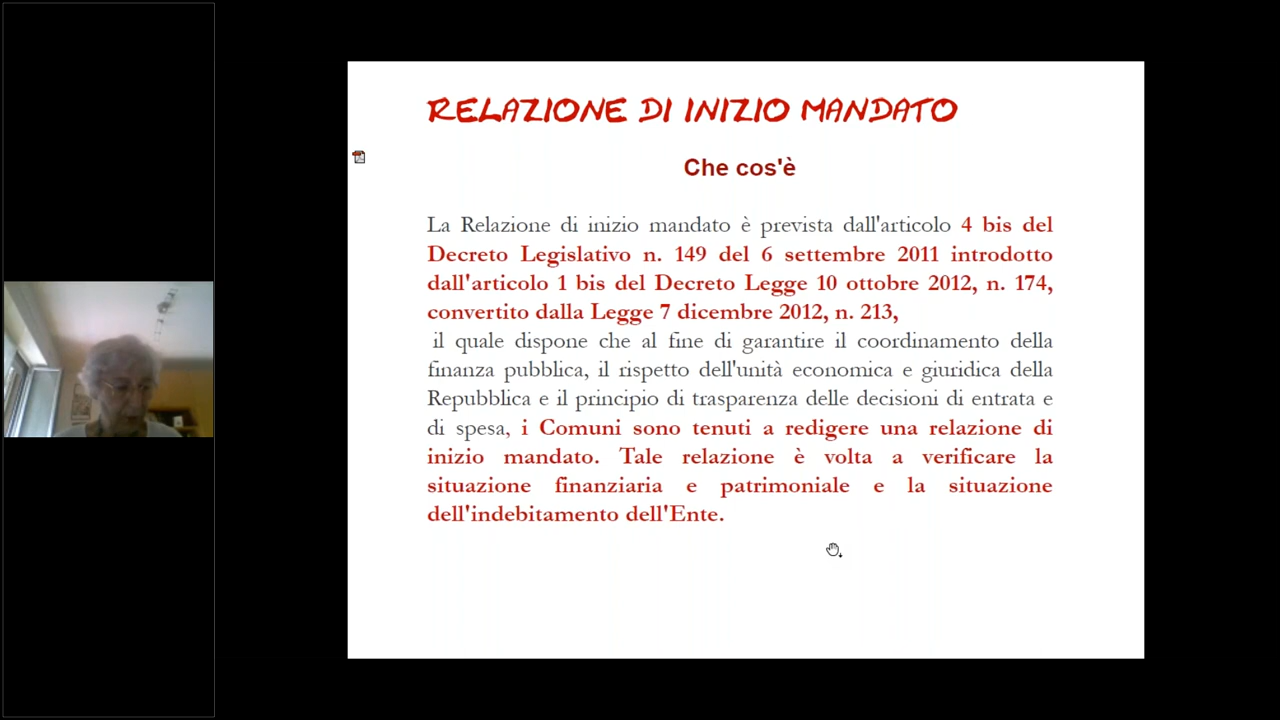 RELAZIONE DI INIZIO MANDATO
Che cos'è
La Relazione di inizio mandato è prevista dall'articolo 4 bis del
Decreto Legislativo n. 149 del 6 settembre 2011 introdotto
dall'articolo 1 bis del Decreto Legge 10 ottobre 2012, n. 174,
convertito dalla Legge 7 dicembre 2012, n. 213,
il quale dispone che al fine di garantire il coordinamento della
finanza pubblica, il rispetto dell'unità economica e giuridica della
Repubblica e il principio di trasparenza delle decisioni di entrata e
di spesa, i Comuni sono tenuti a redigere una relazione di
inizio mandato. Tale relazione è volta a verificare la
situazione finanziaria e patrimoniale e la situazione
dell'indebitamento dell'Ente.